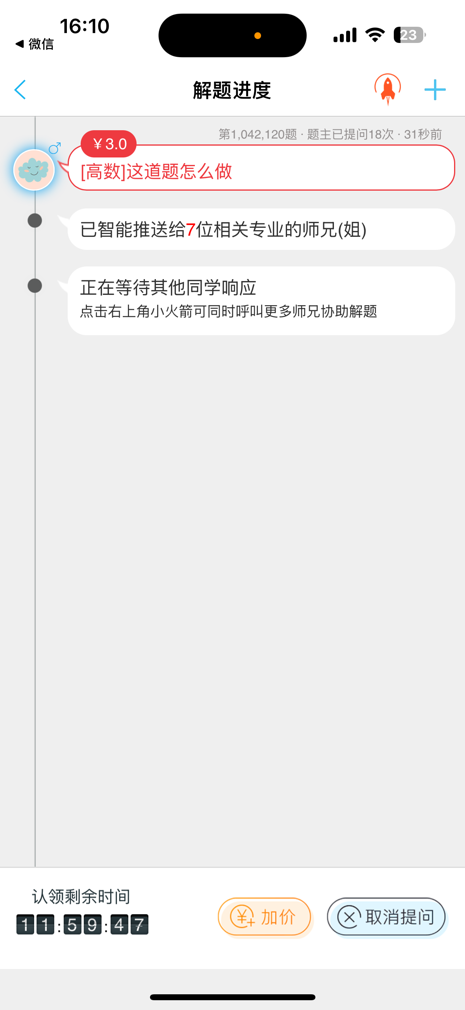 16:10
23
◀ 微信
解题进度
第1,042,120题 · 题主已提问18次 · 31秒前
¥3.0
[高数]这道题怎么做
已智能推送给7位相关专业的师兄(姐)
正在等待其他同学响应
点击右上角小火箭可同时呼叫更多师兄协助解题
认领剩余时间
11:59:47
加价
取消提问